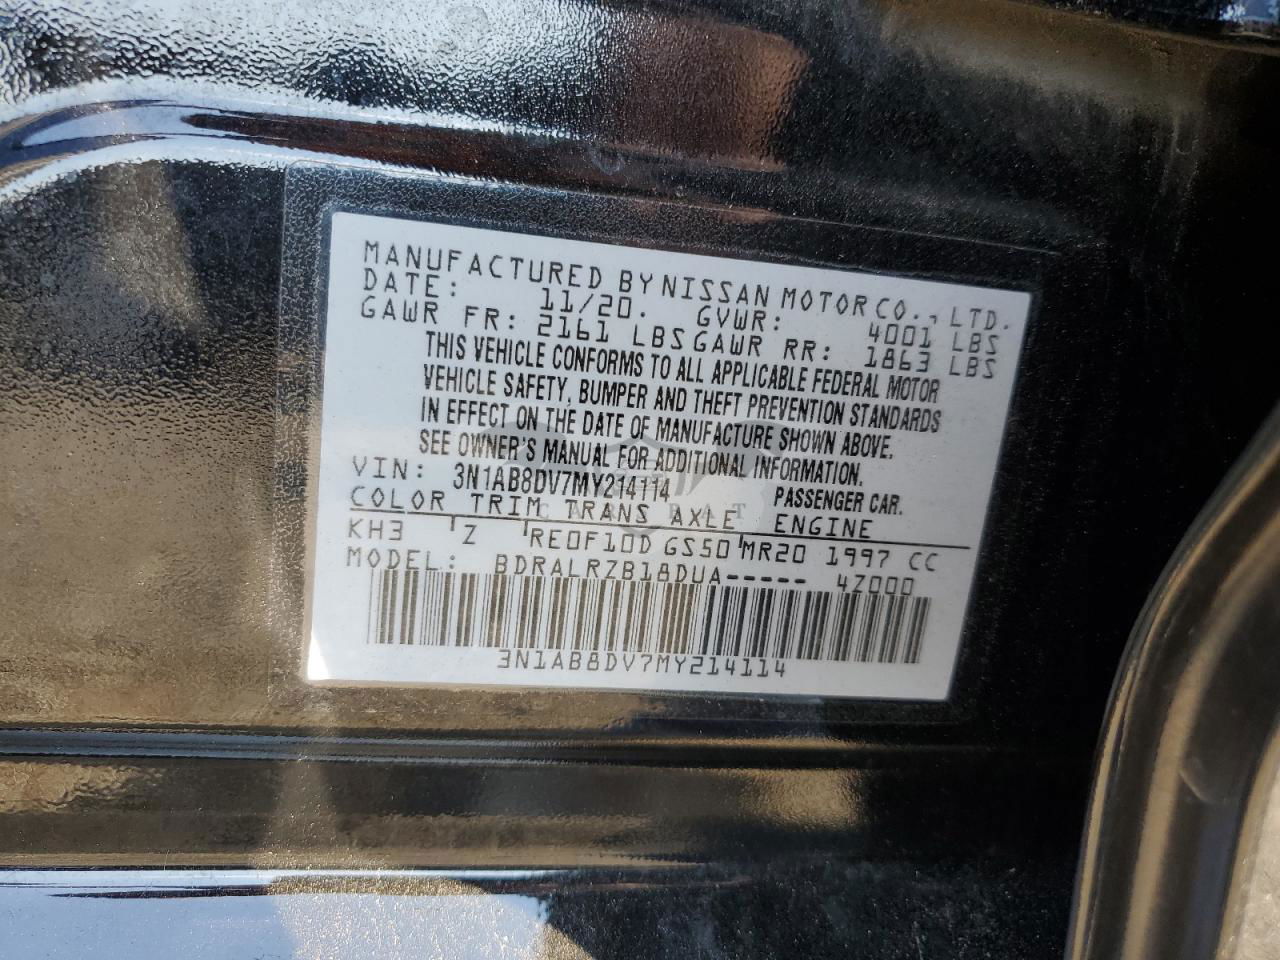 MANUFACTURED BY NISSAN MOTOR CO., LTD.
DATE: 11/20. GVWR: 4001 LBS
GAWR FR: 2161 LBS GAWR RR: 1863 LBS
THIS VEHICLE CONFORMS TO ALL APPLICABLE FEDERAL MOTOR
VEHICLE SAFETY, BUMPER AND THEFT PREVENTION STANDARDS
IN EFFECT ON THE DATE OF MANUFACTURE SHOWN ABOVE.
SEE OWNER'S MANUAL FOR ADDITIONAL INFORMATION.
VIN: 3N1AB8DV7MY214114 PASSENGER CAR.
COLOR TRIM TRANS AXLE ENGINE
KH3 Z RE0F10D GS50 MR20 1997 CC
MODEL: BDRALRZB18DUA----- 4Z000
3N1AB8DV7MY214114